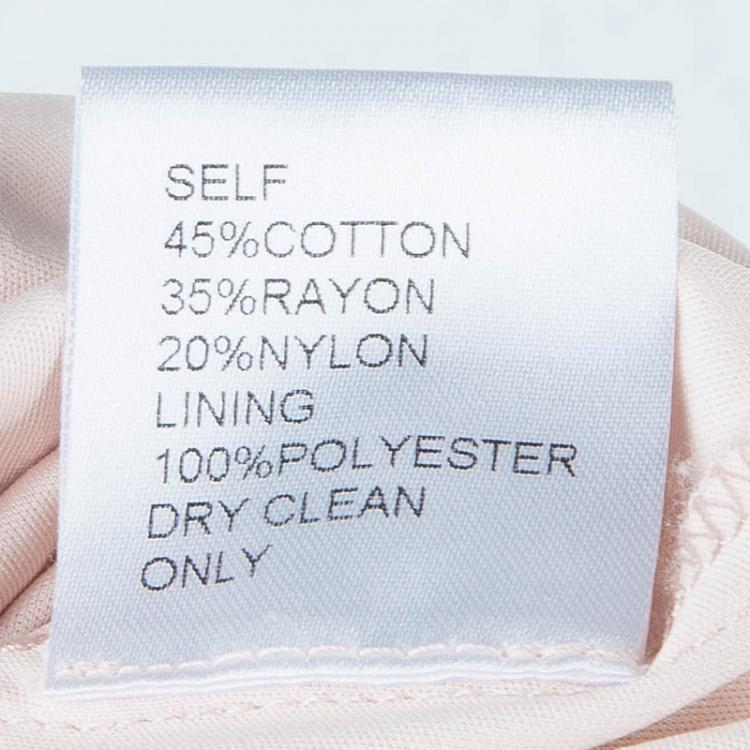 SELF
45%COTTON
35%RAYON
20%NYLON
LINING
100%POLYESTER
DRY CLEAN
ONLY